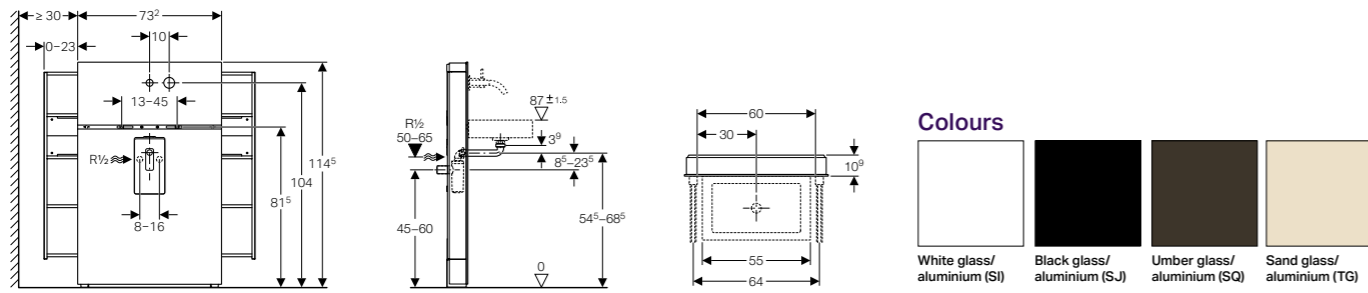 ≥ 30
73²
0–23
10
13–45
R½
8–16
81⁵
104
114⁵
R½
50–65
87 ±1.5
3⁹
8⁵–23⁵
45–60
54⁵–68⁵
0
60
30
10⁹
55
64
Colours
White glass/
aluminium (SI)
Black glass/
aluminium (SJ)
Umber glass/
aluminium (SQ)
Sand glass/
aluminium (TG)